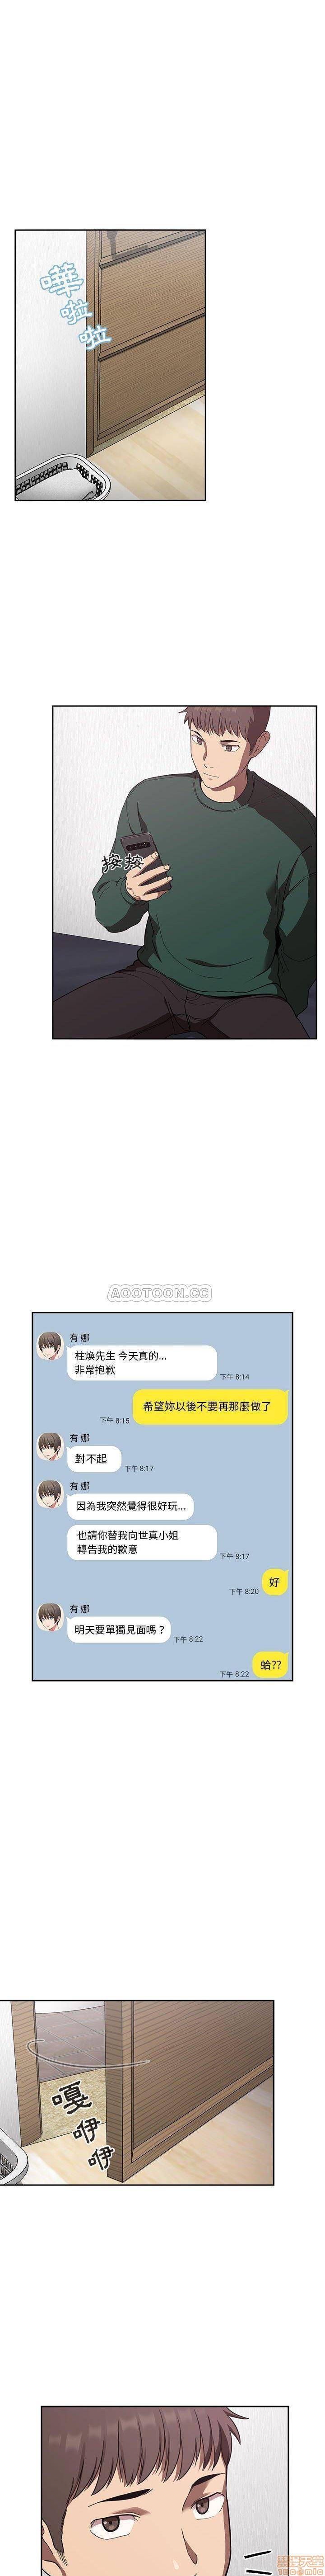 嘩
啦
啦
按按
AOOTOON.CC
有娜
柱煥先生 今天真的...
非常抱歉
下午 8:14
希望妳以後不要再那麼做了
下午 8:15
有娜
對不起
下午 8:17
有娜
因為我突然覺得很好玩...
也請你替我向世真小姐
轉告我的歉意
下午 8:17
好
下午 8:20
有娜
明天要單獨見面嗎？
下午 8:22
蛤??
下午 8:22
嘎
咿
咿